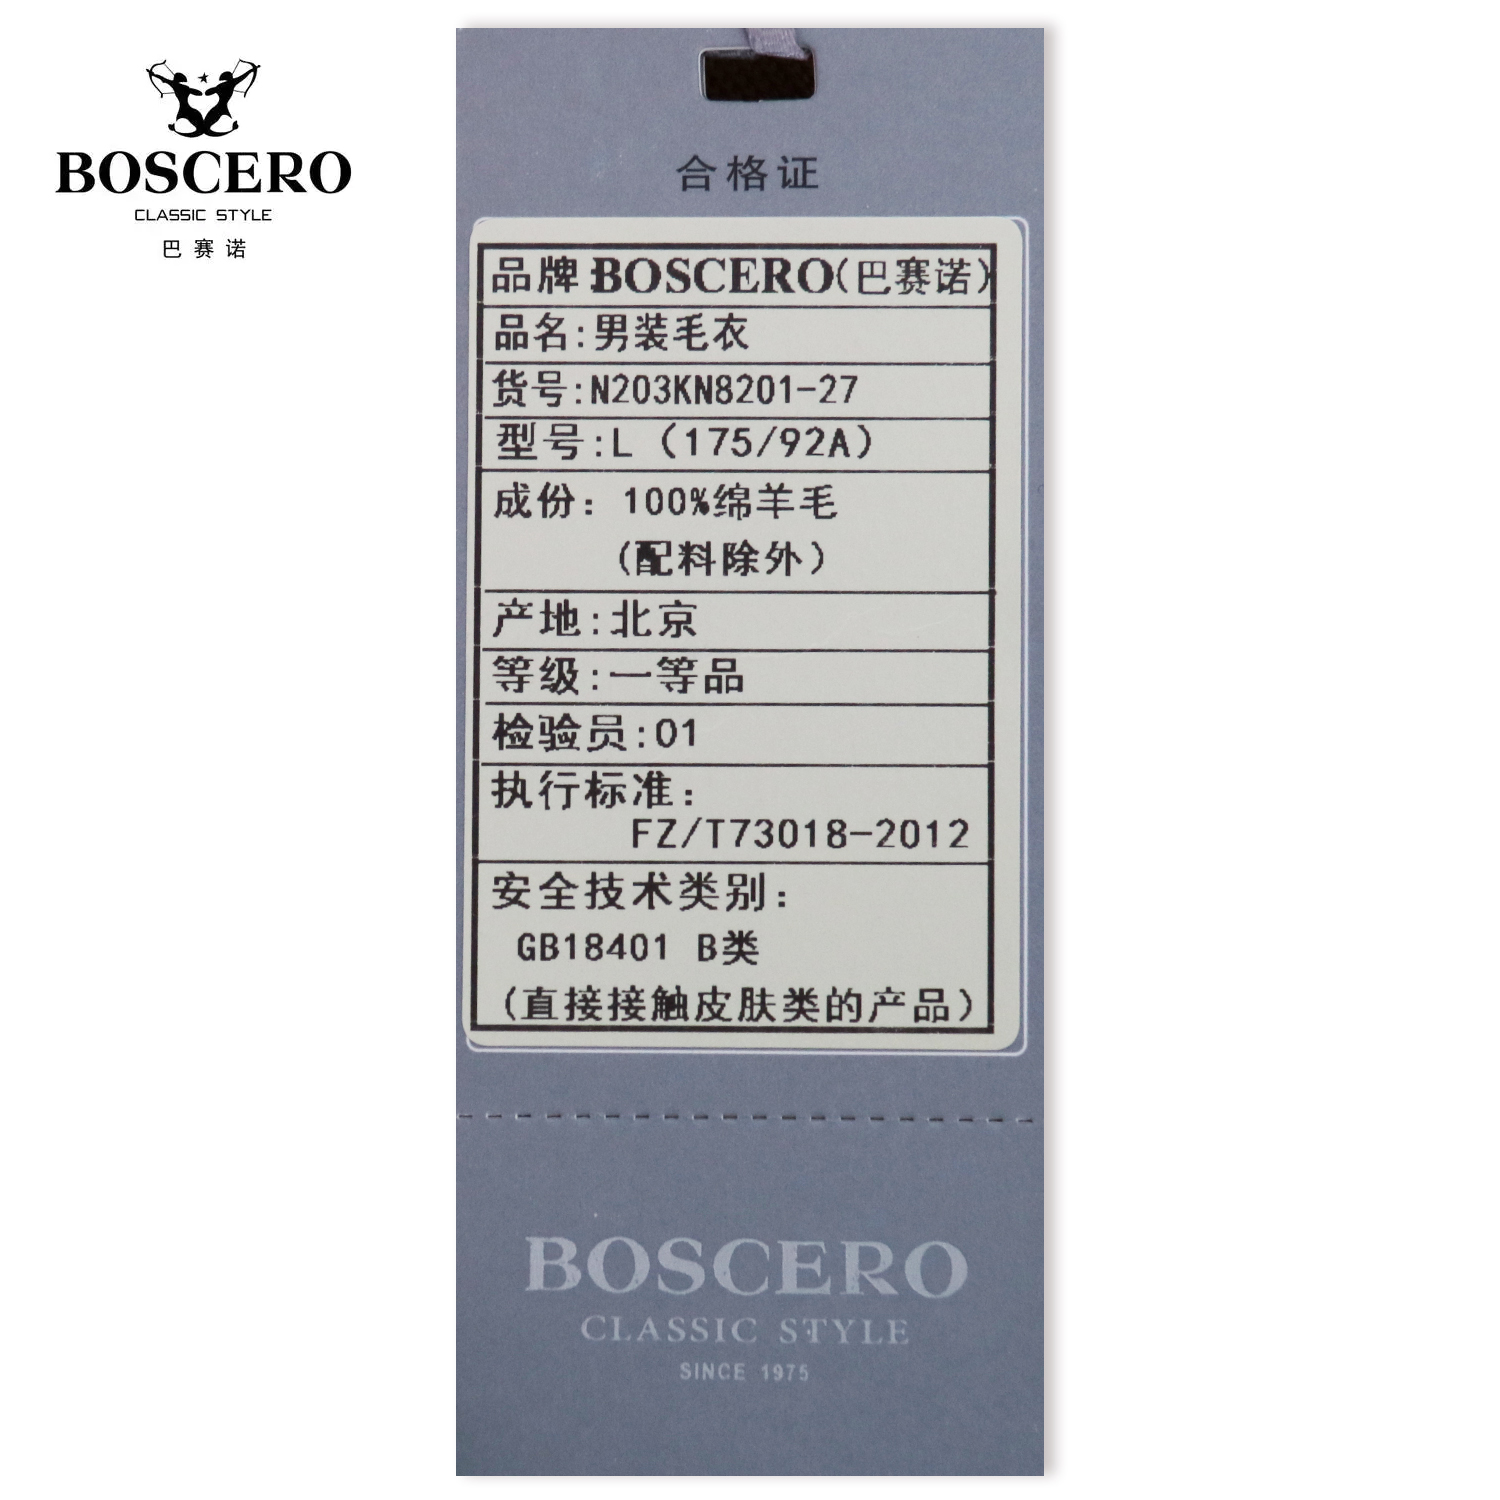 BOSCERO
CLASSIC STYLE
巴赛诺
合格证
品牌:BOSCERO(巴赛诺)
品名:男装毛衣
货号:N203KN8201-27
型号:L (175/92A)
成份: 100%绵羊毛
(配料除外)
产地:北京
等级:一等品
检验员:01
执行标准:
FZ/T73018-2012
安全技术类别:
GB18401 B类
(直接接触皮肤类的产品)
BOSCERO
CLASSIC STYLE
SINCE 1975